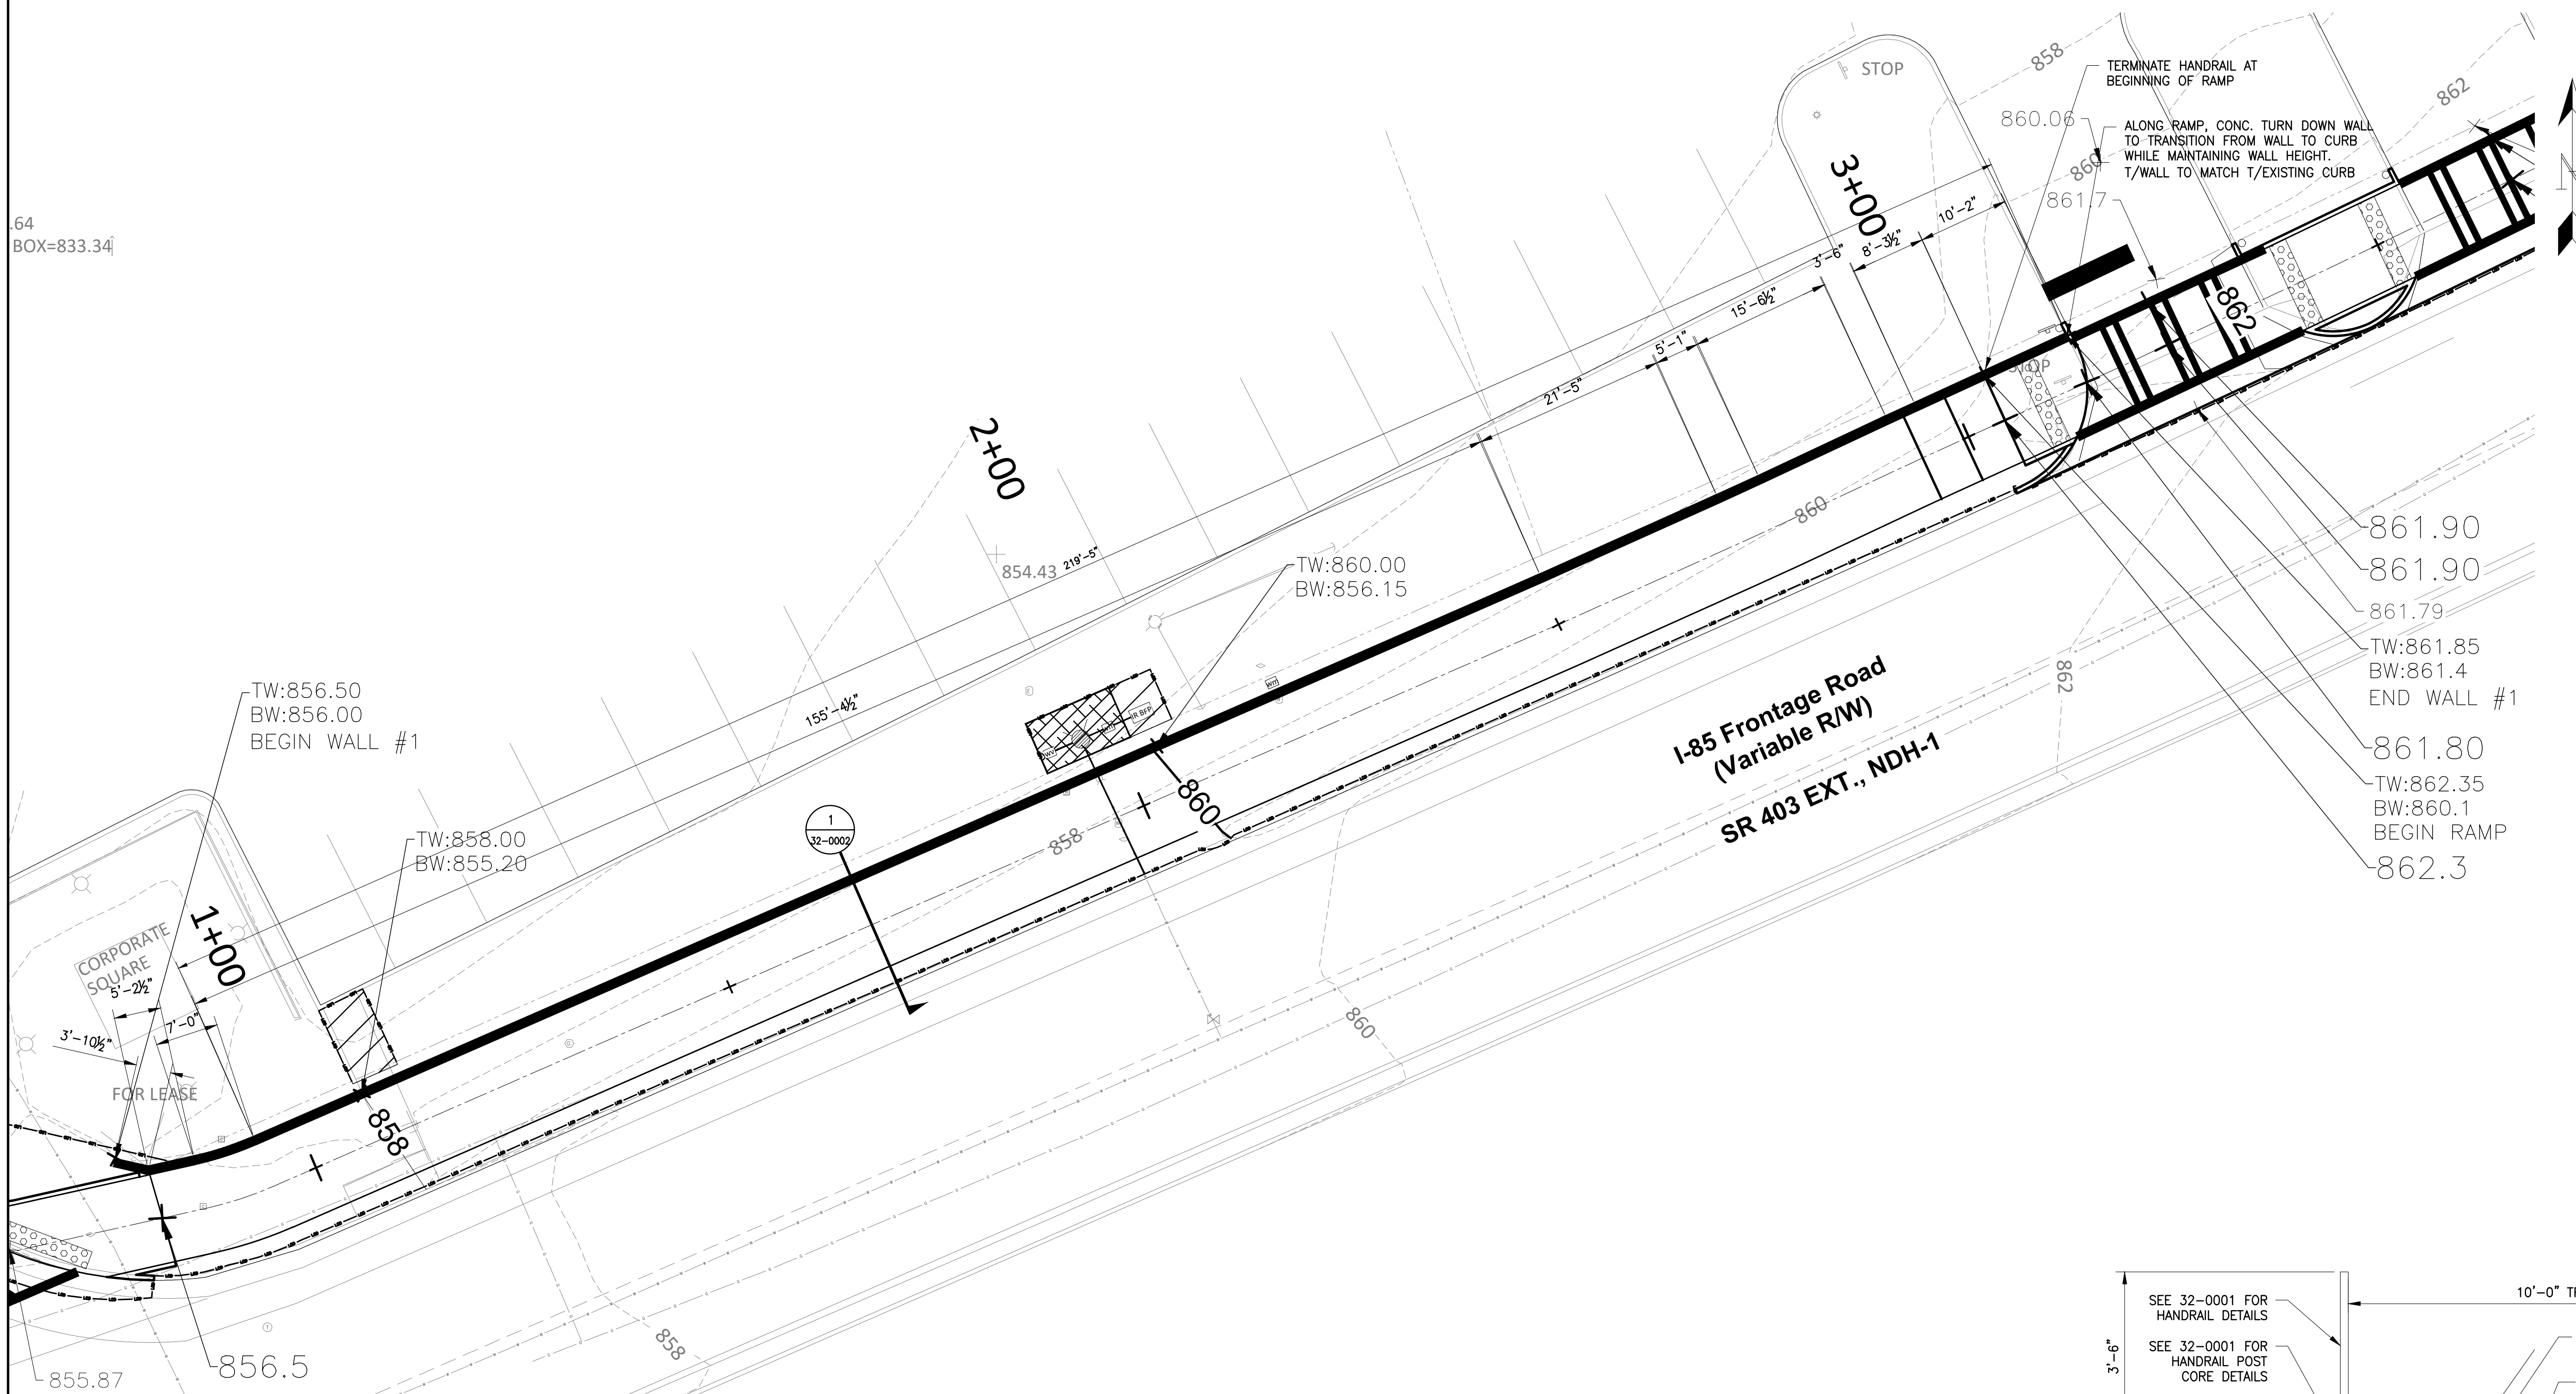 .64
BOX=833.34
STOP
858
TERMINATE HANDRAIL AT
BEGINNING OF RAMP
862
860.06
ALONG RAMP, CONC. TURN DOWN WALL
TO TRANSITION FROM WALL TO CURB
WHILE MAINTAINING WALL HEIGHT.
T/WALL TO MATCH T/EXISTING CURB
860
861.7
3+00
10'-2"
8'-3½"
3'-6"
15'-6½"
5'-1"
21'-5"
862
STOP
2+00
854.43
219'-5"
TW:860.00
BW:856.15
860
861.90
861.90
861.79
TW:861.85
BW:861.4
END WALL #1
861.80
TW:862.35
BW:860.1
BEGIN RAMP
862.3
I-85 Frontage Road
(Variable R/W)
SR 403 EXT., NDH-1
862
TW:856.50
BW:856.00
BEGIN WALL #1
155'-4½"
WV
IR BFP
WM
860
858
1
32-0002
TW:858.00
BW:855.20
1+00
CORPORATE
SQUARE
5'-2½"
7'-0"
3'-10½"
FOR LEASE
858
860
858
856.5
855.87
SEE 32-0001 FOR
HANDRAIL DETAILS
SEE 32-0001 FOR
HANDRAIL POST
CORE DETAILS
3'-6"
10'-0"